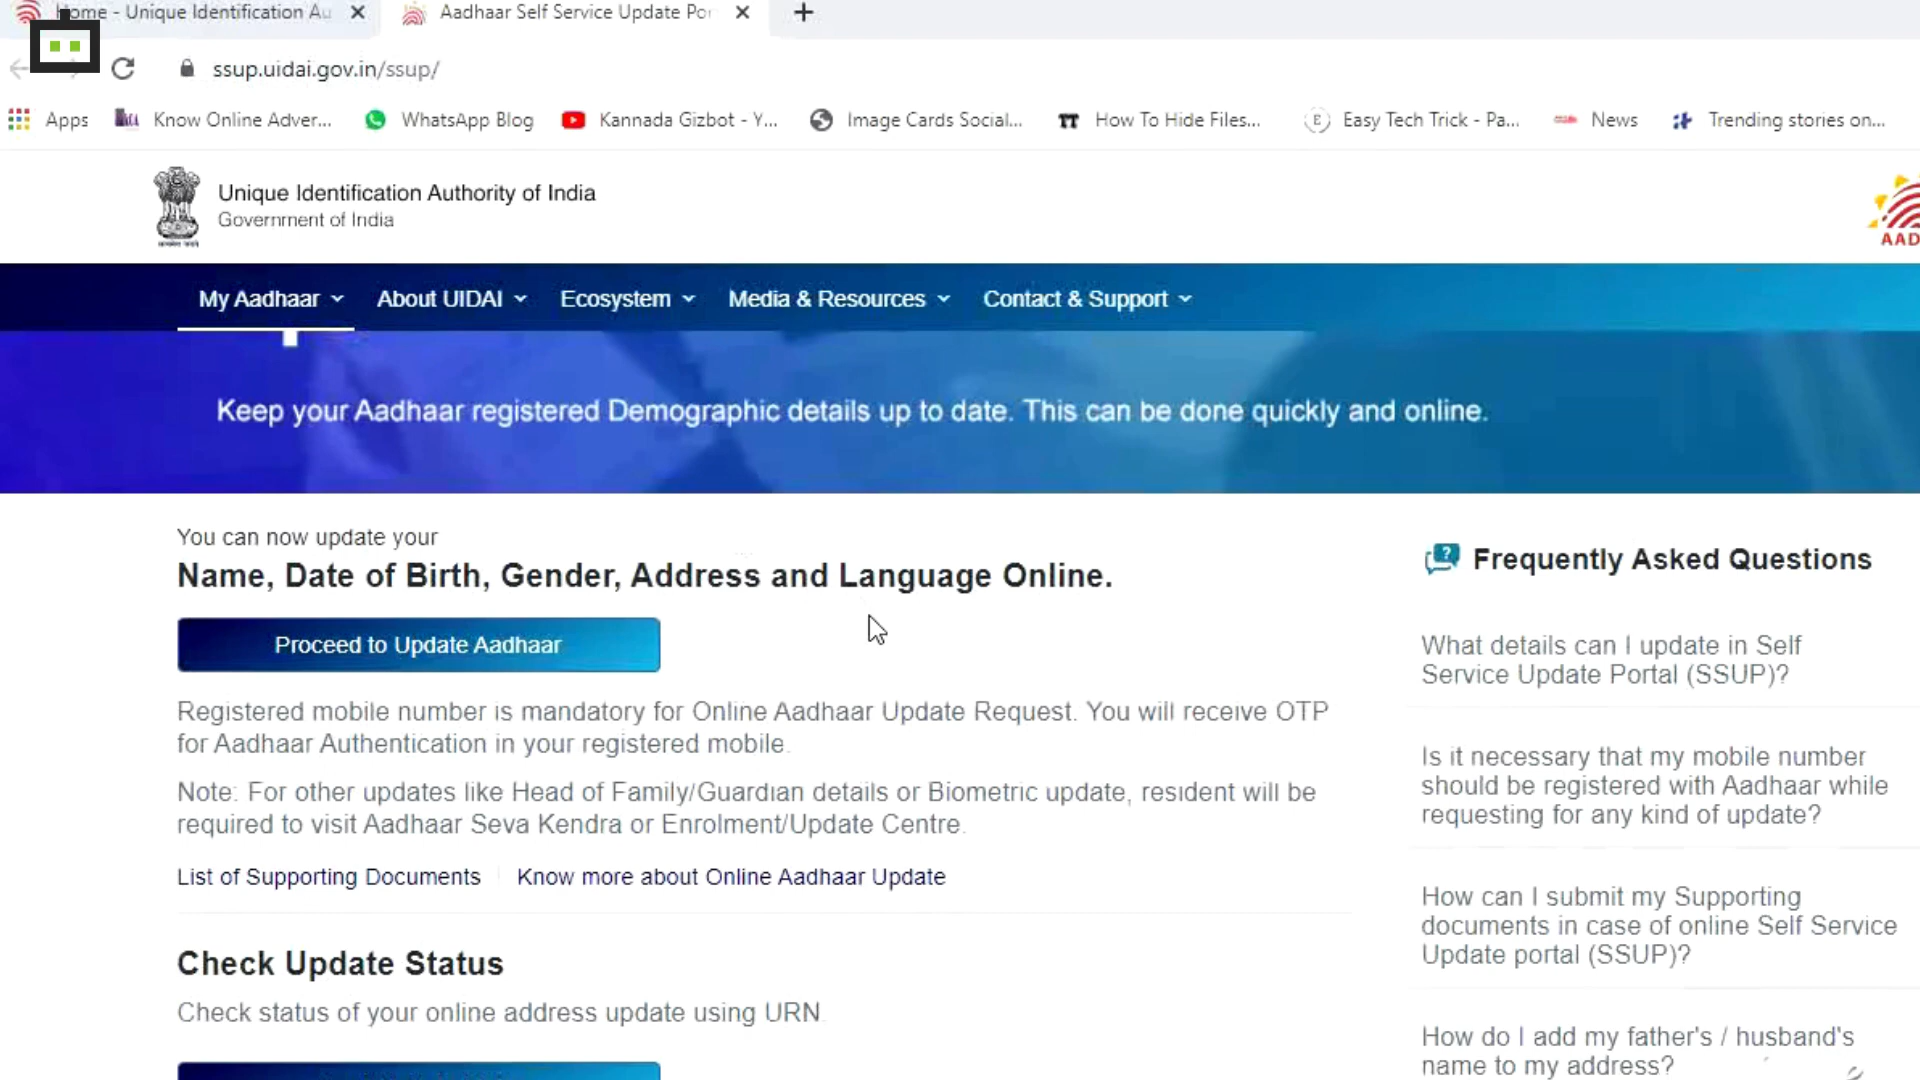 Home - Unique Identification Au
Aadhaar Self Service Update Por
ssup.uidai.gov.in/ssup/
Apps
Know Online Adver...
WhatsApp Blog
Kannada Gizbot - Y...
Image Cards Social...
How To Hide Files...
Easy Tech Trick - Pa...
News
Trending stories on...
Unique Identification Authority of India
Government of India
AAD
My Aadhaar
About UIDAI
Ecosystem
Media & Resources
Contact & Support
Keep your Aadhaar registered Demographic details up to date. This can be done quickly and online.
You can now update your
Name, Date of Birth, Gender, Address and Language Online.
Proceed to Update Aadhaar
Registered mobile number is mandatory for Online Aadhaar Update Request. You will receive OTP
for Aadhaar Authentication in your registered mobile.
Note: For other updates like Head of Family/Guardian details or Biometric update, resident will be
required to visit Aadhaar Seva Kendra or Enrolment/Update Centre.
List of Supporting Documents
Know more about Online Aadhaar Update
Check Update Status
Check status of your online address update using URN
Frequently Asked Questions
What details can I update in Self
Service Update Portal (SSUP)?
Is it necessary that my mobile number
should be registered with Aadhaar while
requesting for any kind of update?
How can I submit my Supporting
documents in case of online Self Service
Update portal (SSUP)?
How do I add my father's / husband's
name to my address?